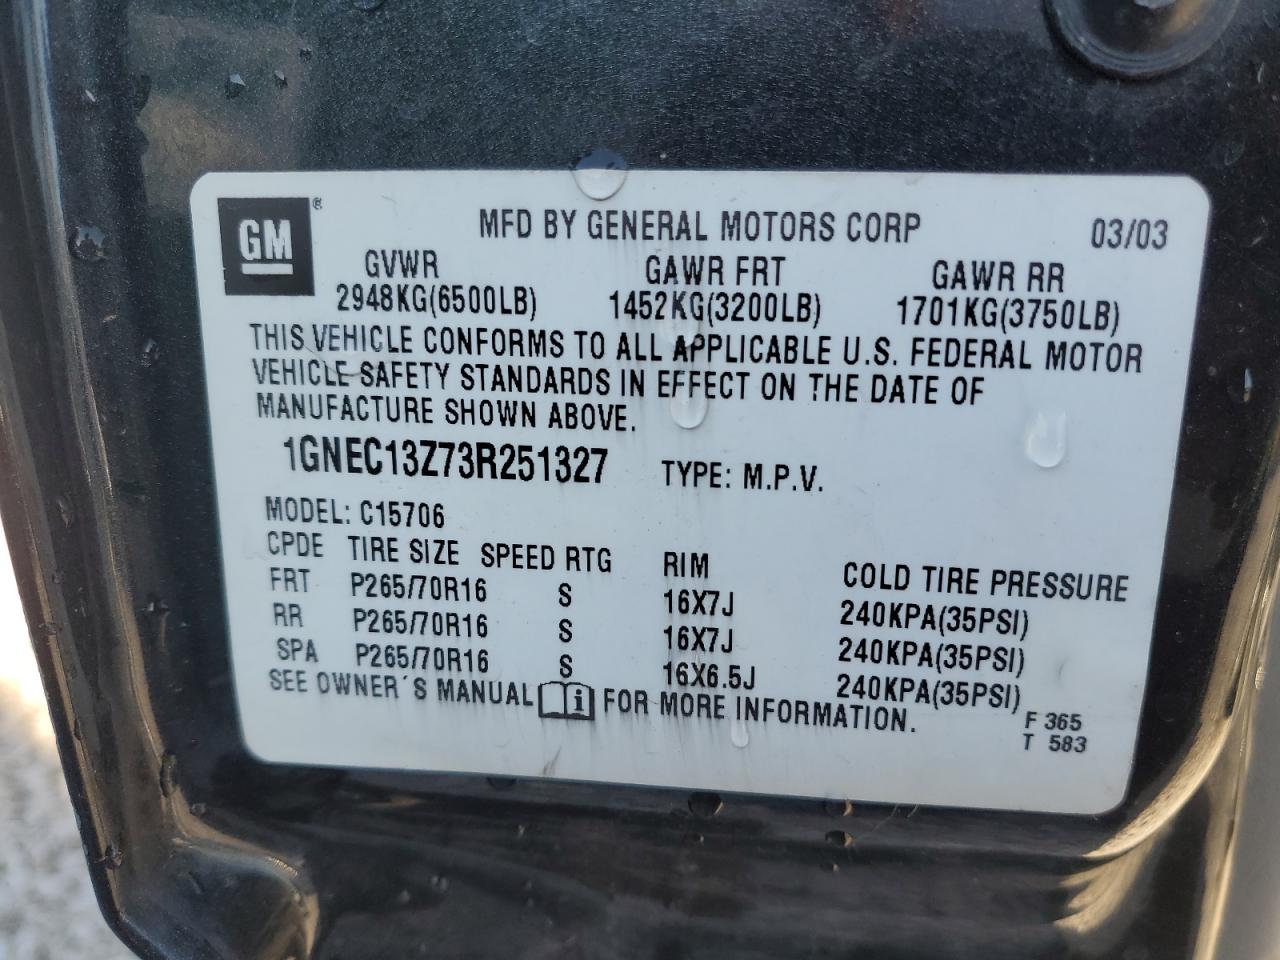 GM ®
MFD BY GENERAL MOTORS CORP 03/03
GVWR GAWR FRT GAWR RR
2948KG(6500LB) 1452KG(3200LB) 1701KG(3750LB)
THIS VEHICLE CONFORMS TO ALL APPLICABLE U.S. FEDERAL MOTOR
VEHICLE SAFETY STANDARDS IN EFFECT ON THE DATE OF
MANUFACTURE SHOWN ABOVE.
1GNEC13Z73R251327 TYPE: M.P.V.
MODEL: C15706
CPDE TIRE SIZE SPEED RTG RIM COLD TIRE PRESSURE
FRT P265/70R16 S 16X7J 240KPA(35PSI)
RR P265/70R16 S 16X7J 240KPA(35PSI)
SPA P265/70R16 S 16X6.5J 240KPA(35PSI)
SEE OWNER´S MANUAL i FOR MORE INFORMATION.
F 365
T 583